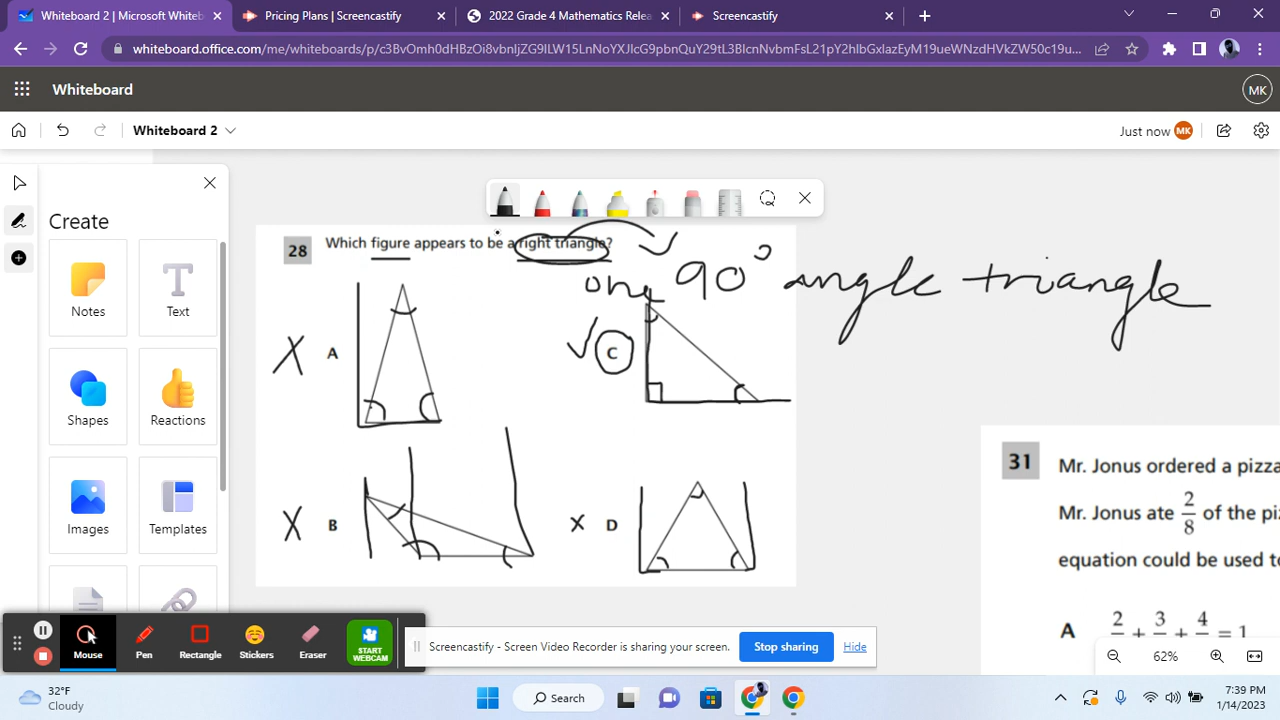 Whiteboard 2 | Microsoft Whiteb
Pricing Plans | Screencastify
2022 Grade 4 Mathematics Relea
Screencastify
whiteboard.office.com/me/whiteboards/p/
Whiteboard
MK
Whiteboard 2
Just now MK
Create
Notes
Text
Shapes
Reactions
Images
Templates
28 Which figure appears to be a right triangle?
one 90° angle triangle
X A
✓ C
X B
X D
31 Mr. Jonus ordered a pizza
Mr. Jonus ate 2/8 of the piz
equation could be used to
A 2 + 3 + 4 = 1
62%
Mouse
Pen
Rectangle
Stickers
Eraser
START WEBCAM
Screencastify - Screen Video Recorder is sharing your screen.
Stop sharing
Hide
32°F
Cloudy
Search
7:39 PM
1/14/2023